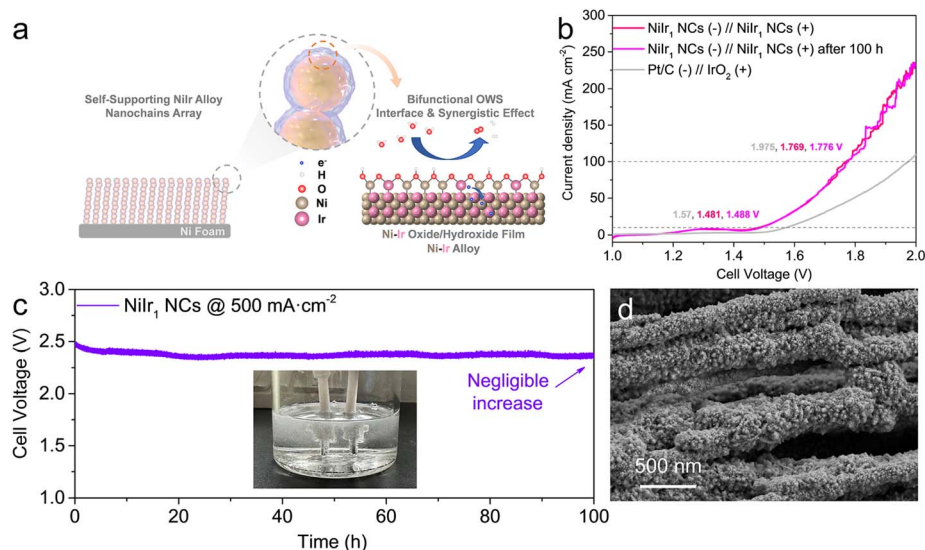 a
Self-Supporting NiIr Alloy
Nanochains Array
Ni Foam
e-
H
O
Ni
Ir
Bifunctional OWS
Interface & Synergistic Effect
Ni-Ir Oxide/Hydroxide Film
Ni-Ir Alloy
b
NiIr₁ NCs (-) // NiIr₁ NCs (+)
NiIr₁ NCs (-) // NiIr₁ NCs (+) after 100 h
Pt/C (-) // IrO₂ (+)
Current density (mA cm⁻²)
300
250
200
150
100
50
0
1.975, 1.769, 1.776 V
1.57, 1.481, 1.488 V
1.0 1.2 1.4 1.6 1.8 2.0
Cell Voltage (V)
c
NiIr₁ NCs @ 500 mA·cm⁻²
Cell Voltage (V)
3.0
2.5
2.0
1.5
1.0
Negligible
increase
0 20 40 60 80 100
Time (h)
d
500 nm